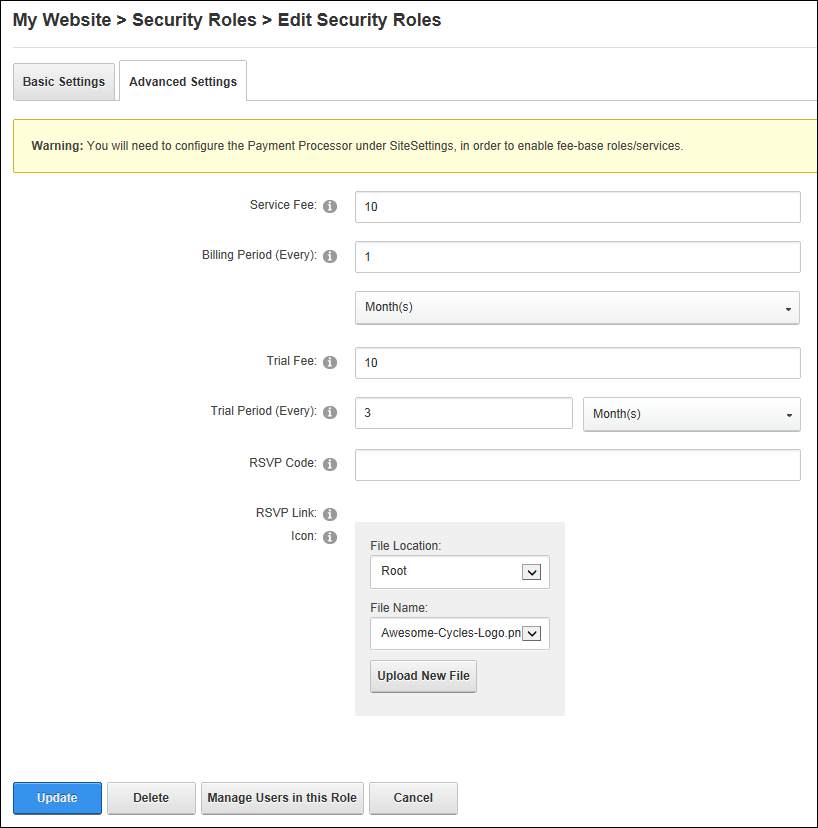 My Website > Security Roles > Edit Security Roles
Basic Settings Advanced Settings
Warning: You will need to configure the Payment Processor under SiteSettings, in order to enable fee-base roles/services.
Service Fee: 10
Billing Period (Every): 1
Month(s)
Trial Fee: 10
Trial Period (Every): 3 Month(s)
RSVP Code:
RSVP Link:
Icon:
File Location:
Root
File Name:
Awesome-Cycles-Logo.pn
Upload New File
Update Delete Manage Users in this Role Cancel